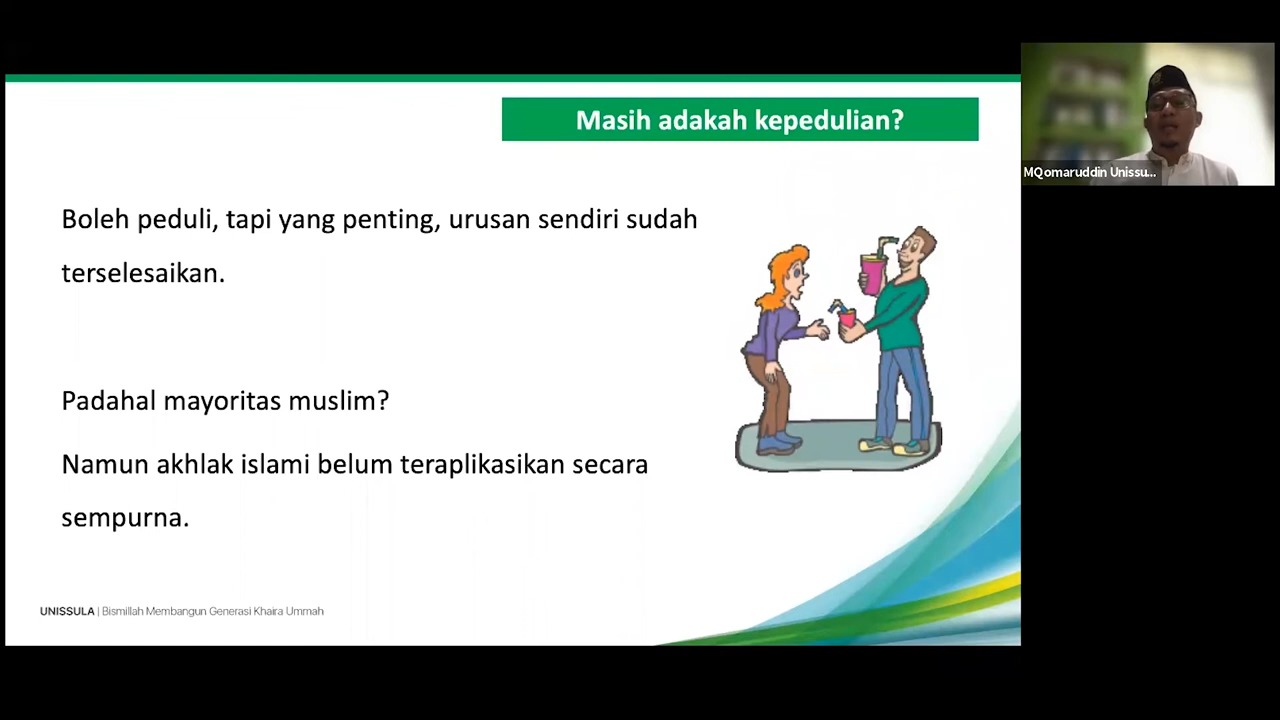 Masih adakah kepedulian?
Boleh peduli, tapi yang penting, urusan sendiri sudah
terselesaikan.
Padahal mayoritas muslim?
Namun akhlak islami belum teraplikasikan secara
sempurna.
UNISSULA | Bismillah Membangun Generasi Khaira Ummah
MQomaruddin Unissu...